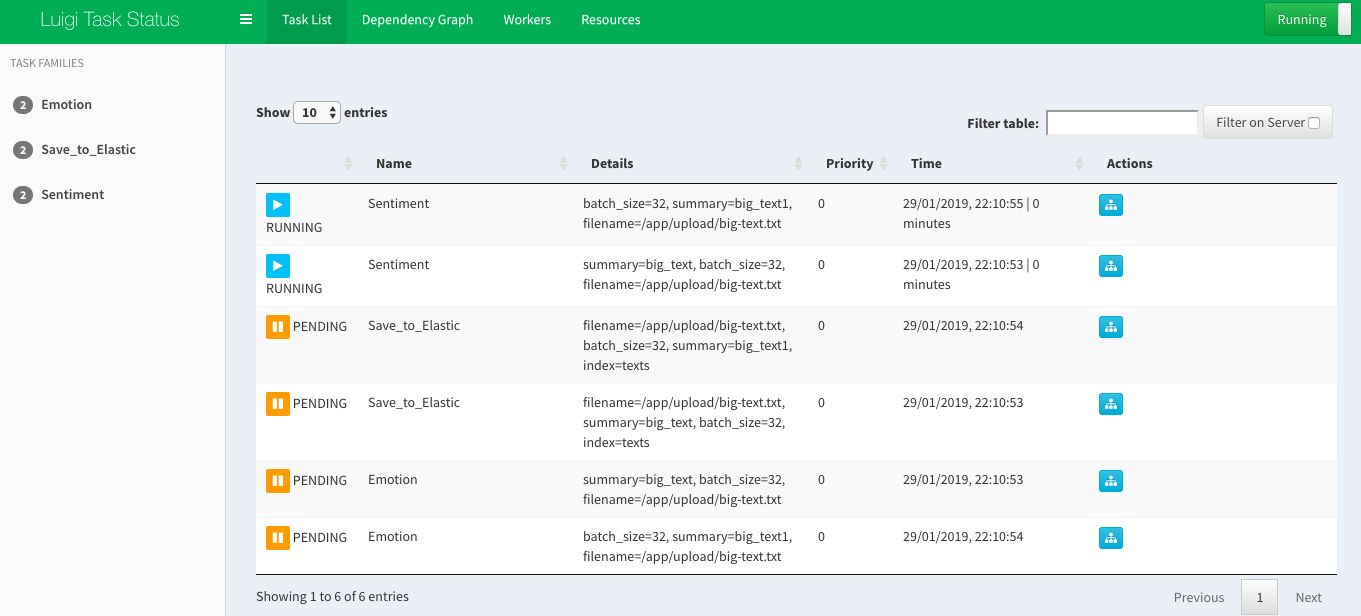 Luigi Task Status
Task List
Dependency Graph
Workers
Resources
Running
TASK FAMILIES
2 Emotion
2 Save_to_Elastic
2 Sentiment
Show 10 entries
Filter table:
Filter on Server
Name Details Priority Time Actions
RUNNING
Sentiment
batch_size=32, summary=big_text1,
filename=/app/upload/big-text.txt
0
29/01/2019, 22:10:55 | 0
minutes
RUNNING
Sentiment
summary=big_text, batch_size=32,
filename=/app/upload/big-text.txt
0
29/01/2019, 22:10:53 | 0
minutes
PENDING
Save_to_Elastic
filename=/app/upload/big-text.txt,
batch_size=32, summary=big_text1,
index=texts
0
29/01/2019, 22:10:54
PENDING
Save_to_Elastic
filename=/app/upload/big-text.txt,
summary=big_text, batch_size=32,
index=texts
0
29/01/2019, 22:10:53
PENDING
Emotion
summary=big_text, batch_size=32,
filename=/app/upload/big-text.txt
0
29/01/2019, 22:10:53
PENDING
Emotion
batch_size=32, summary=big_text1,
filename=/app/upload/big-text.txt
0
29/01/2019, 22:10:54
Showing 1 to 6 of 6 entries
Previous 1 Next